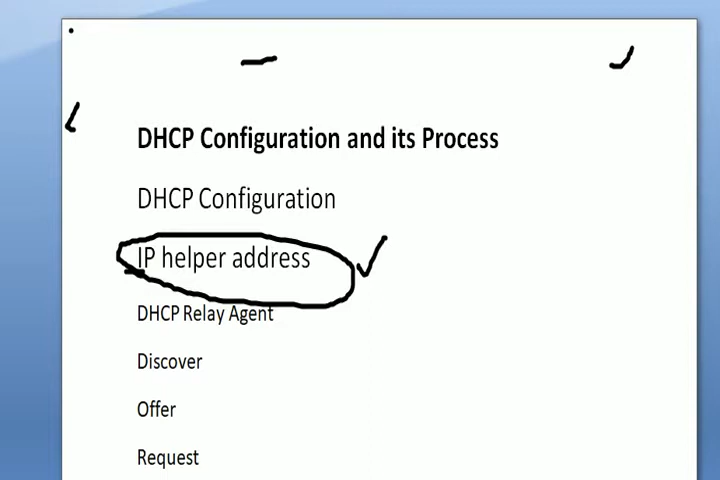 DHCP Configuration and its Process
DHCP Configuration
IP helper address
DHCP Relay Agent
Discover
Offer
Request